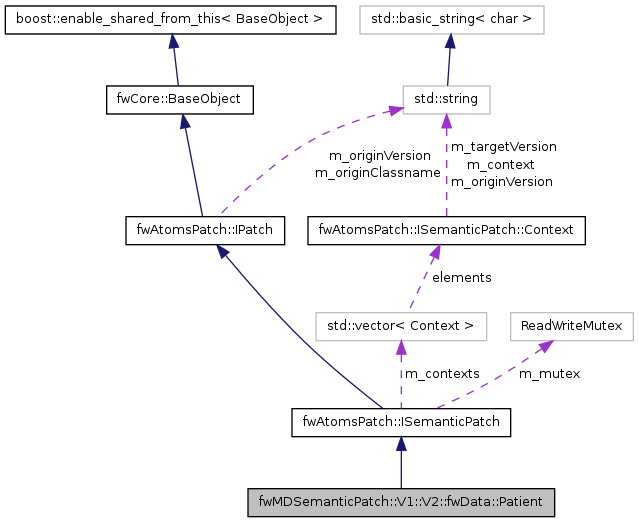 boost::enable_shared_from_this< BaseObject >
std::basic_string< char >
fwCore::BaseObject
std::string
m_originVersion
m_originClassname
m_targetVersion
m_context
m_originVersion
fwAtomsPatch::IPatch
fwAtomsPatch::ISemanticPatch::Context
elements
std::vector< Context >
ReadWriteMutex
m_contexts
m_mutex
fwAtomsPatch::ISemanticPatch
fwMDSemanticPatch::V1::V2::fwData::Patient